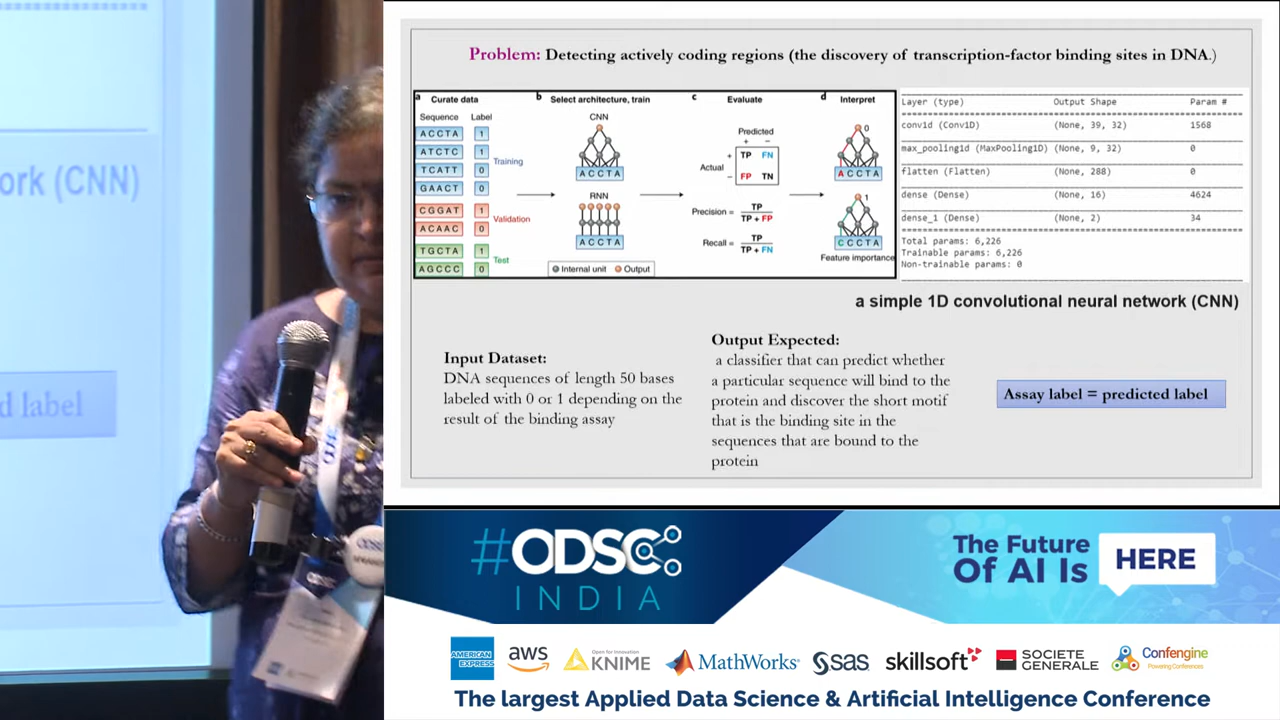 ork (CNN)
d label
Problem: Detecting actively coding regions (the discovery of transcription-factor binding sites in DNA.)
a Curate data
Sequence Label
ACCTA 1
ATCTC 1
Training
TCATT 0
GAACT 0
CGGAT 1
Validation
ACAAC 0
TGCTA 1
Test
AGCCC 0
b Select architecture, train
CNN
ACCTA
RNN
ACCTA
Internal unit Output
c Evaluate
Predicted
+ −
Actual + TP FN
− FP TN
Precision = TP
TP + FP
Recall = TP
TP + FN
d Interpret
0
ACCTA
1
CCCTA
Feature importance
Layer (type) Output Shape Param #
conv1d (Conv1D) (None, 39, 32) 1568
max_pooling1d (MaxPooling1D) (None, 9, 32) 0
flatten (Flatten) (None, 288) 0
dense (Dense) (None, 16) 4624
dense_1 (Dense) (None, 2) 34
Total params: 6,226
Trainable params: 6,226
Non-trainable params: 0
a simple 1D convolutional neural network (CNN)
Input Dataset:
DNA sequences of length 50 bases
labeled with 0 or 1 depending on the
result of the binding assay
Output Expected:
a classifier that can predict whether
a particular sequence will bind to the
protein and discover the short motif
that is the binding site in the
sequences that are bound to the
protein
Assay label = predicted label
#ODSC
INDIA
The Future
Of AI Is HERE
AMERICAN EXPRESS
aws
Open for Innovation
KNIME
MathWorks
sas
skillsoft
SOCIETE GENERALE
Confengine
Powering Conferences
The largest Applied Data Science & Artificial Intelligence Conference